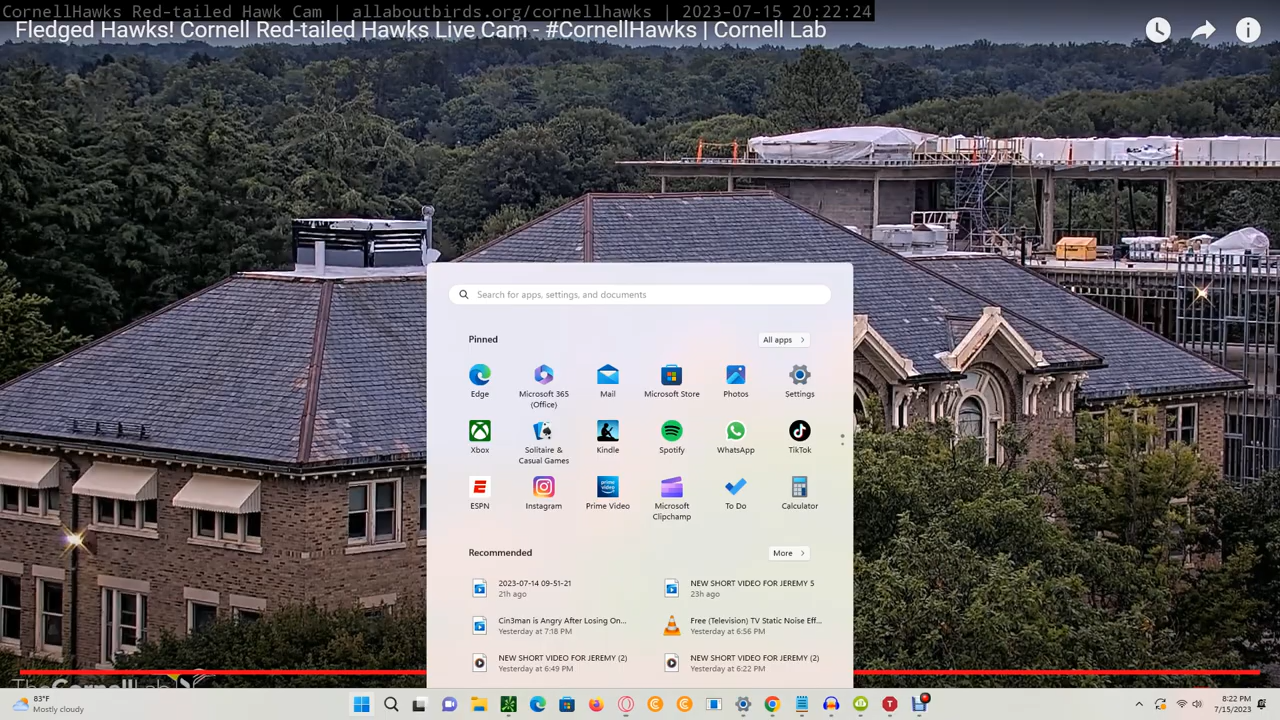 CornellHawks Red-tailed Hawk Cam | allaboutbirds.org/cornellhawks | 2023-07-15 20:22:24
Fledged Hawks! Cornell Red-tailed Hawks Live Cam - #CornellHawks | Cornell Lab
Search for apps, settings, and documents
Pinned
All apps
Edge
Microsoft 365
(Office)
Mail
Microsoft Store
Photos
Settings
Xbox
Solitaire &
Casual Games
Kindle
Spotify
WhatsApp
TikTok
ESPN
Instagram
prime video
Prime Video
Microsoft
Clipchamp
To Do
Calculator
Recommended
More
2023-07-14 09-51-21
21h ago
NEW SHORT VIDEO FOR JEREMY 5
23h ago
Cin3man is Angry After Losing On...
Yesterday at 7:18 PM
Free (Television) TV Static Noise Eff...
Yesterday at 6:56 PM
NEW SHORT VIDEO FOR JEREMY (2)
Yesterday at 6:49 PM
NEW SHORT VIDEO FOR JEREMY (2)
Yesterday at 6:22 PM
The CornellLab
83°F
Mostly cloudy
8:22 PM
7/15/2023